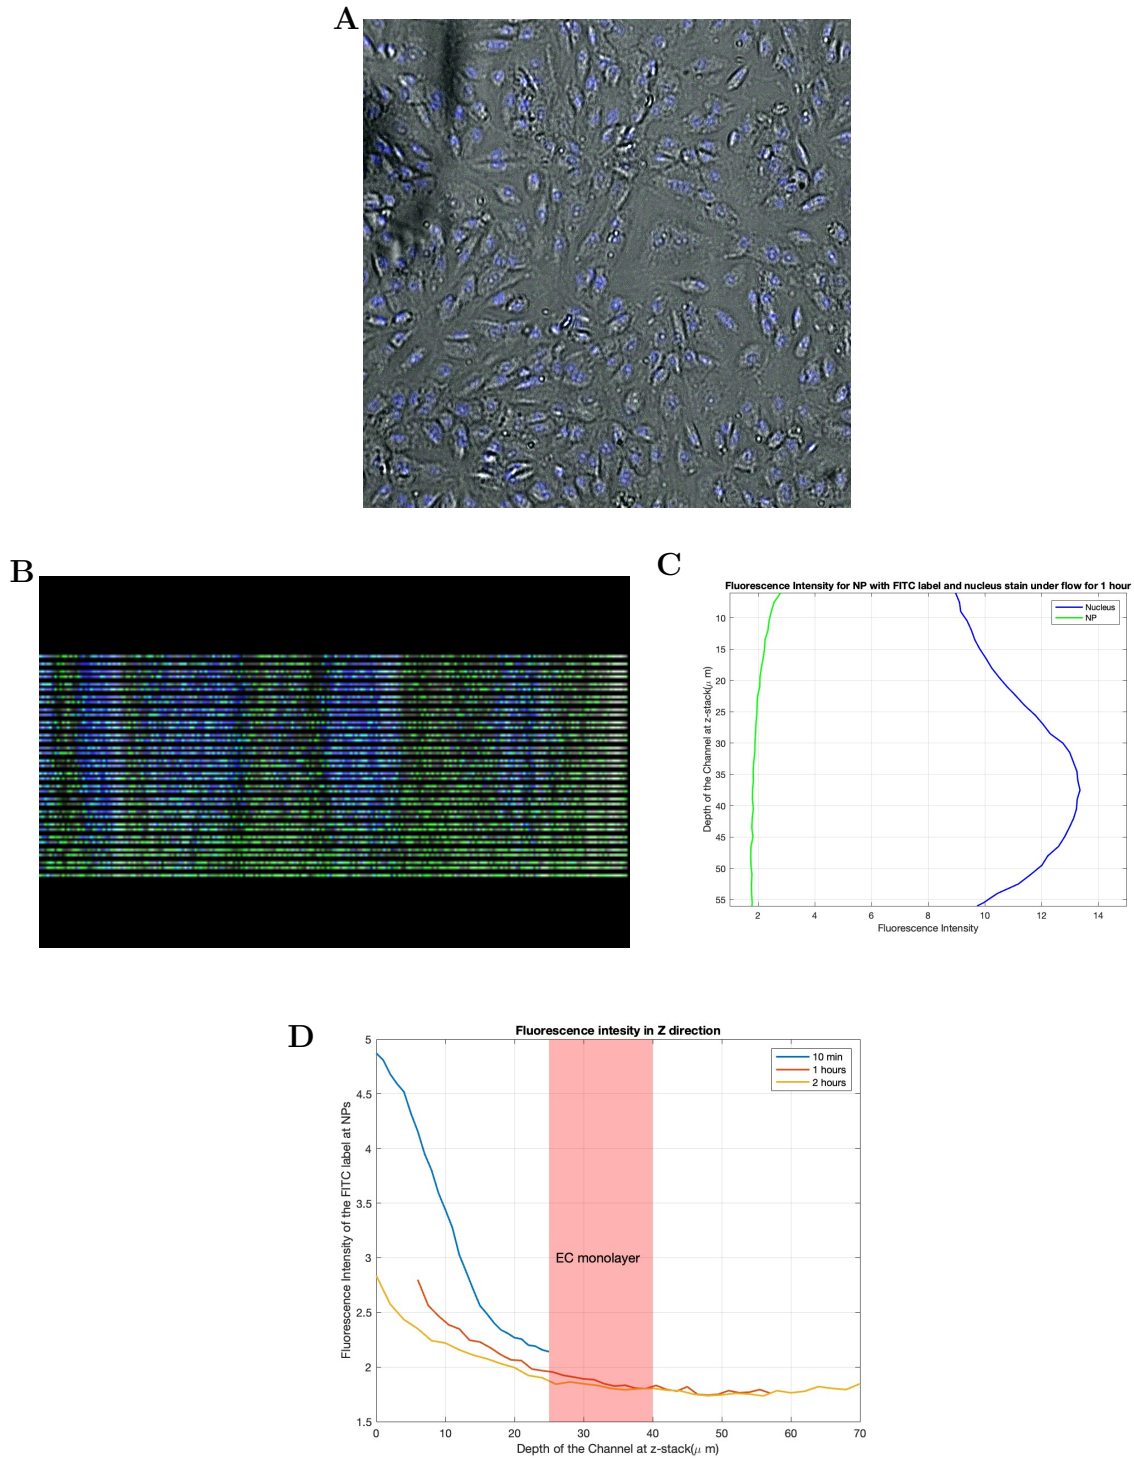 A
B
C
Fluorescence Intensity for NP with FITC label and nucleus stain under flow for 1 hour
Nucleus
NP
Depth of the Channel at z-stack(μ m)
10
15
20
25
30
35
40
45
50
55
2
4
6
8
10
12
14
Fluorescence Intensity
D
Fluorescence intesity in Z direction
10 min
1 hours
2 hours
Fluorescence Intensity of the FITC label at NPs
5
4.5
4
3.5
3
2.5
2
1.5
EC monolayer
0
10
20
30
40
50
60
70
Depth of the Channel at z-stack(μ m)